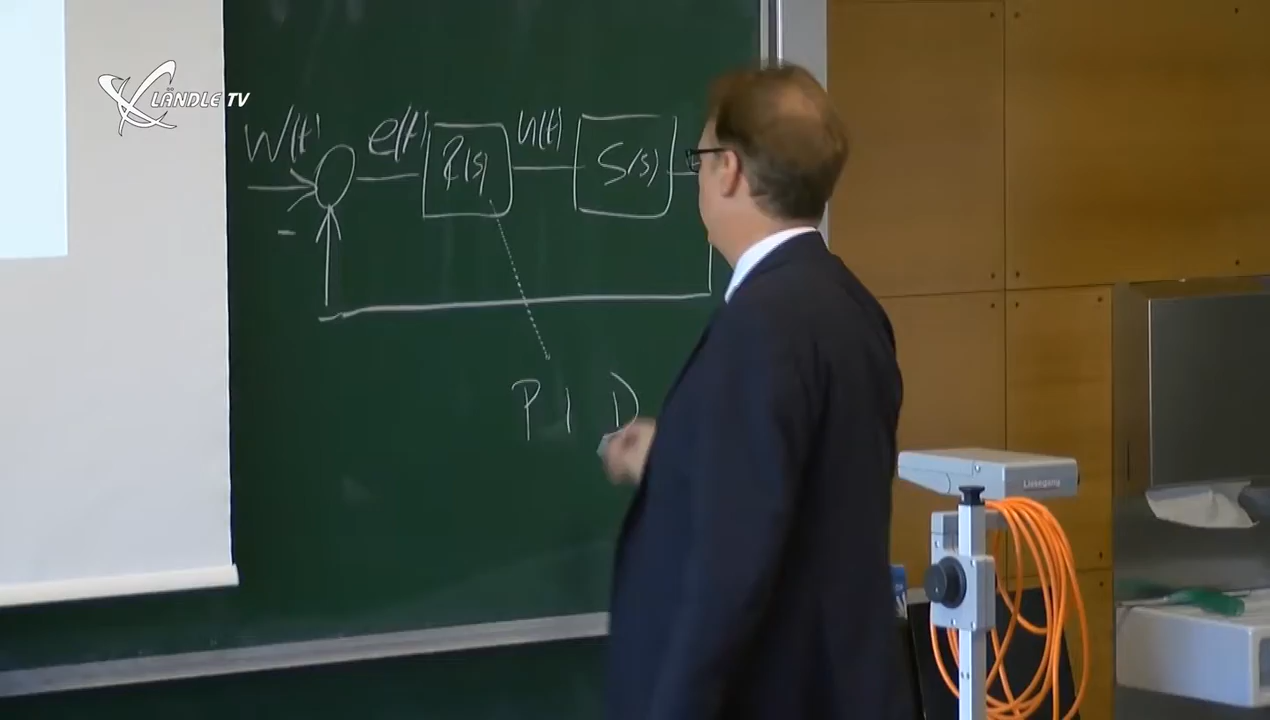 LÄNDLE TV
W(t) e(t) R(s) u(t) S(s)
-
P I D
Liesegang